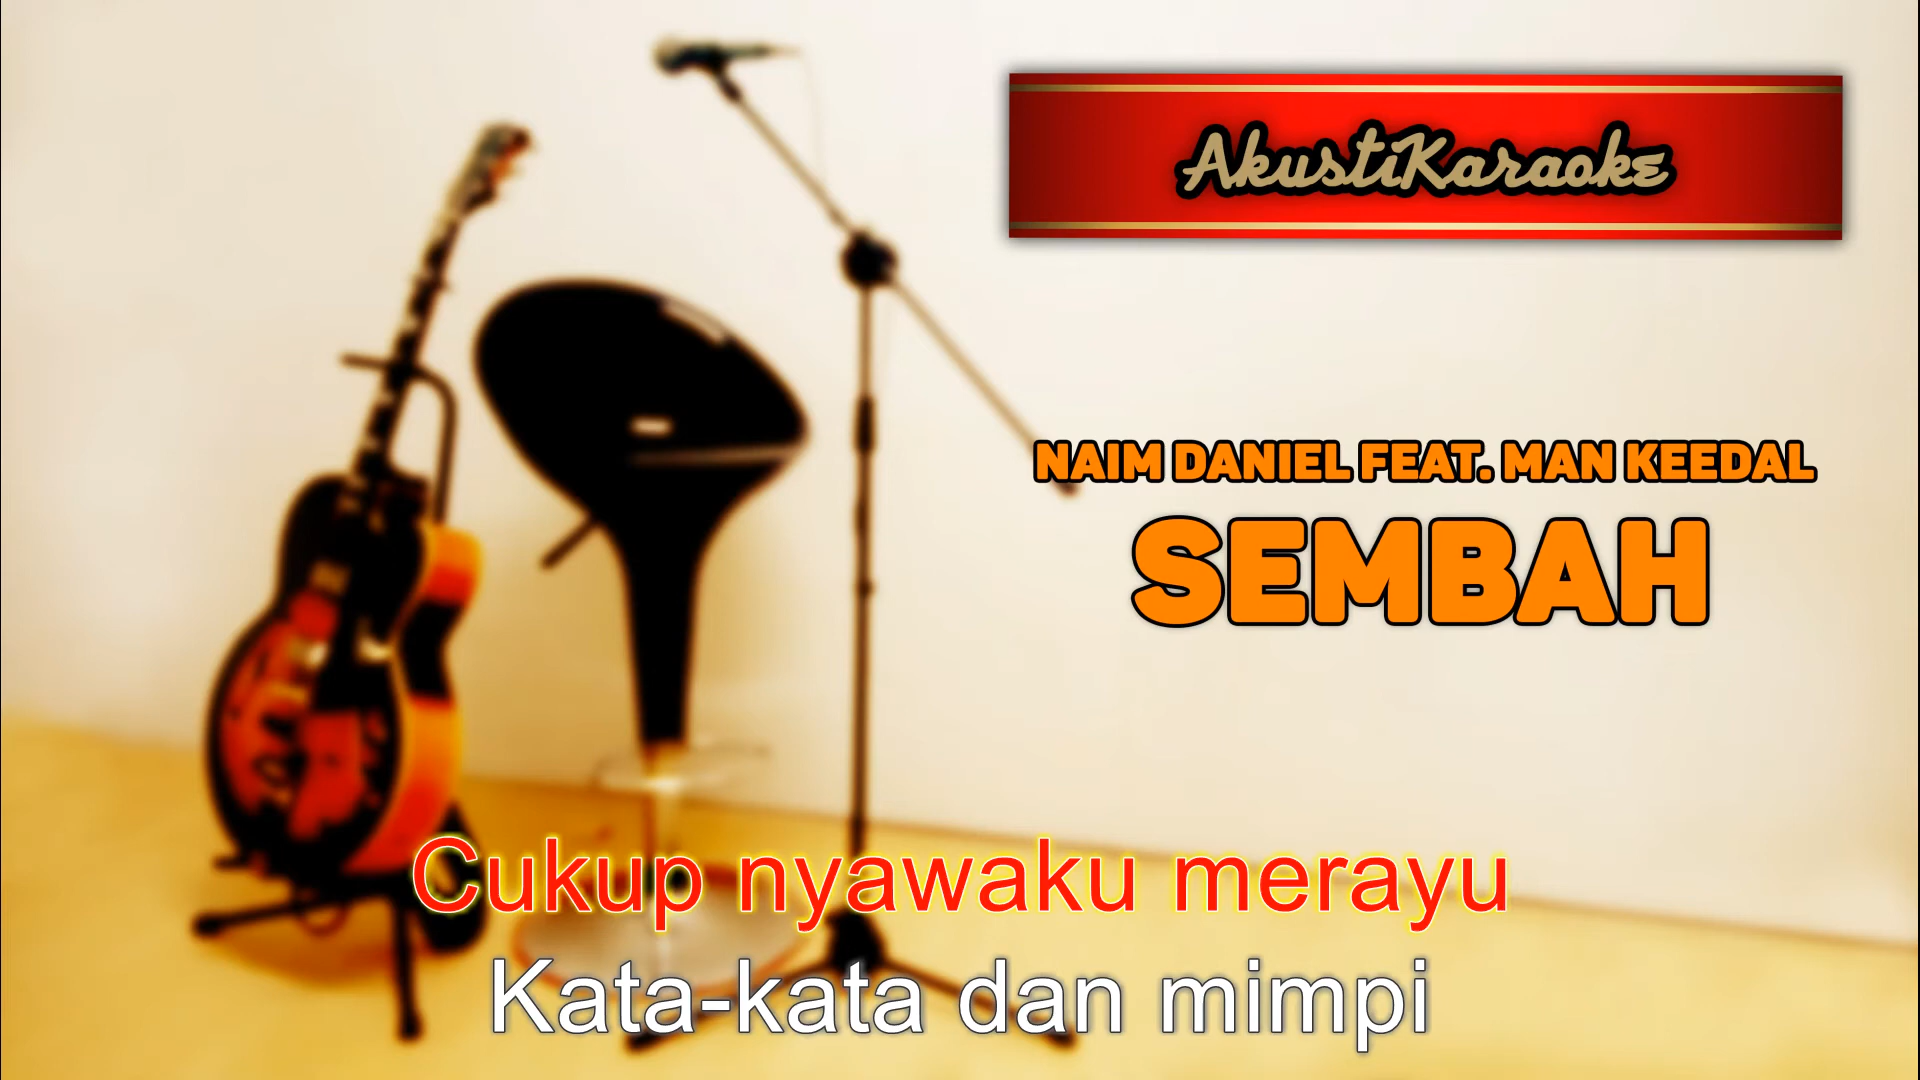 AkustiKaraoke
NAIM DANIEL FEAT. MAN KEEDAL
SEMBAH
Cukup nyawaku merayu
Kata-kata dan mimpi